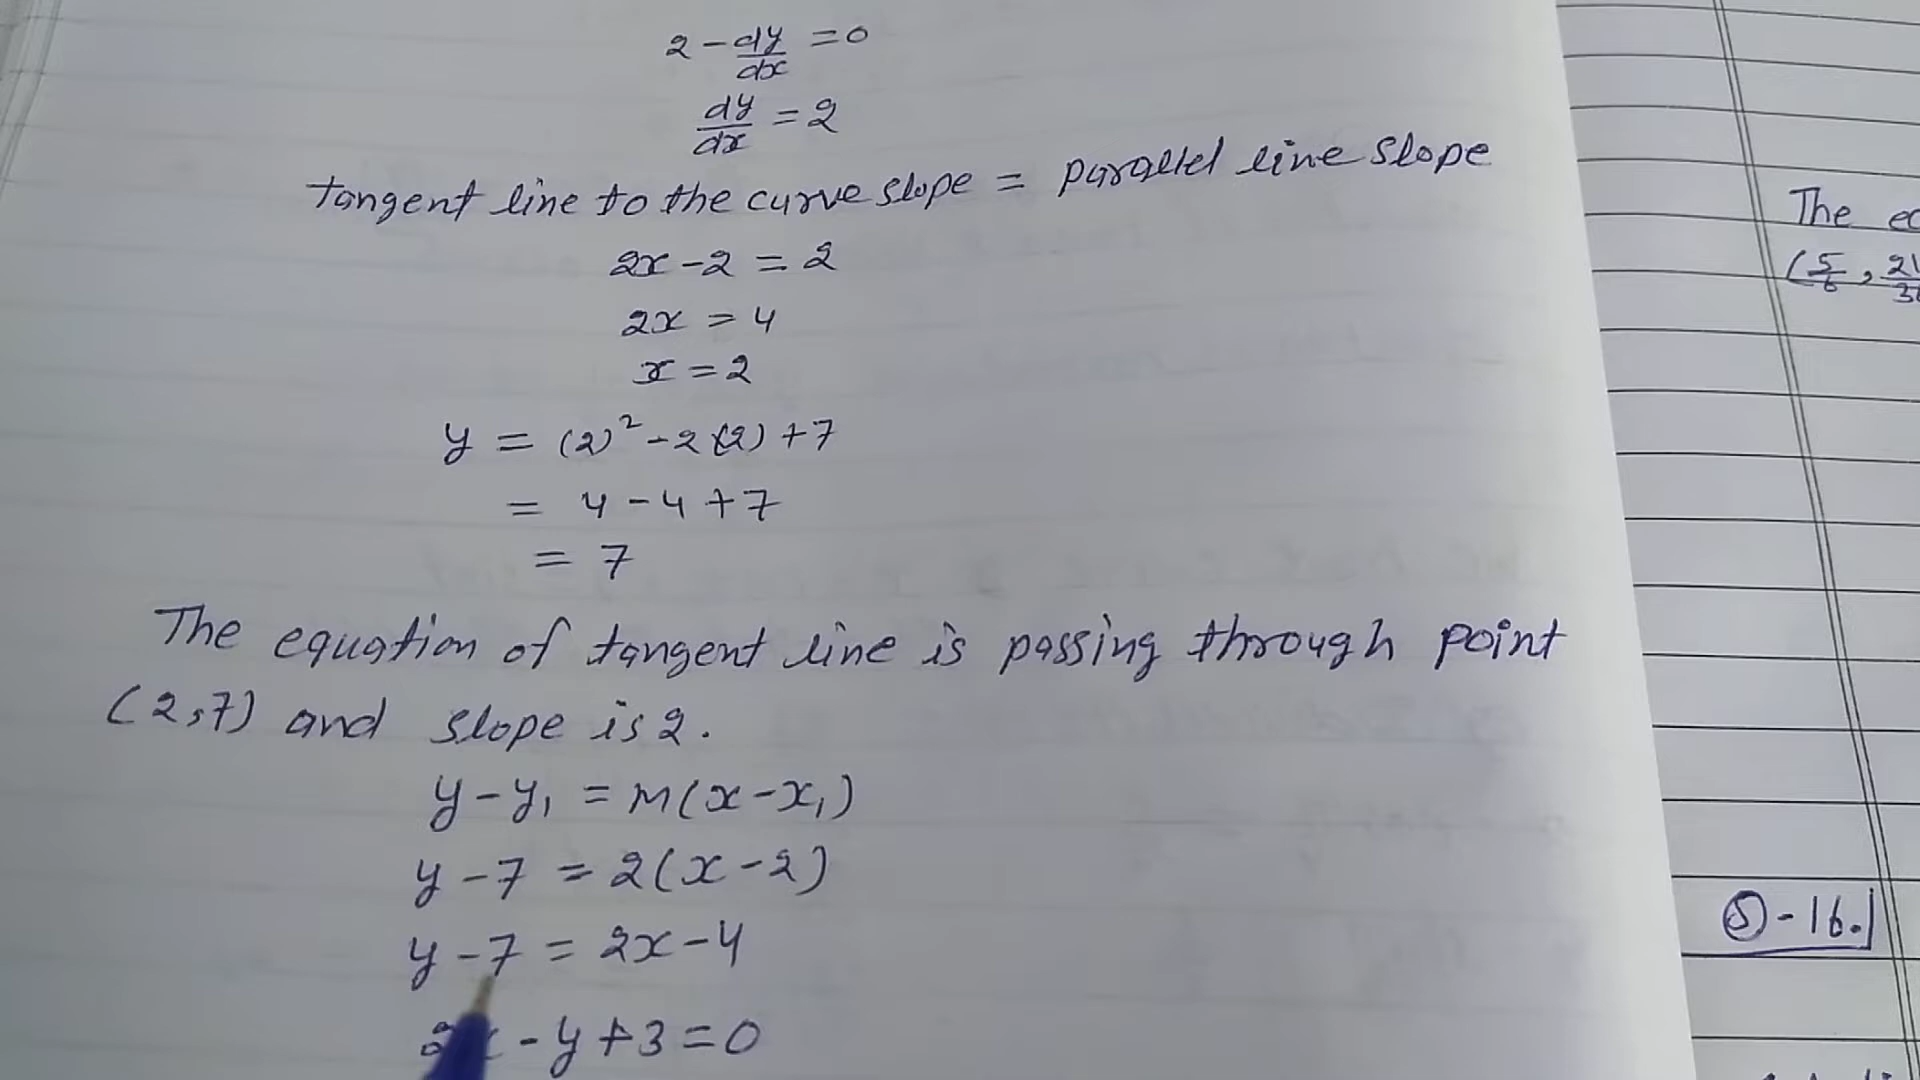 2 - dy/dx = 0
dy/dx = 2
tangent line to the curve slope = parallel line slope
2x - 2 = 2
2x = 4
x = 2
y = (2)² - 2(2) + 7
= 4 - 4 + 7
= 7
The equation of tangent line is passing through point
(2,7) and slope is 2.
y - y₁ = m(x - x₁)
y - 7 = 2(x - 2)
y - 7 = 2x - 4
- y + 3 = 0
The
(5/6,
⑤ - 16.